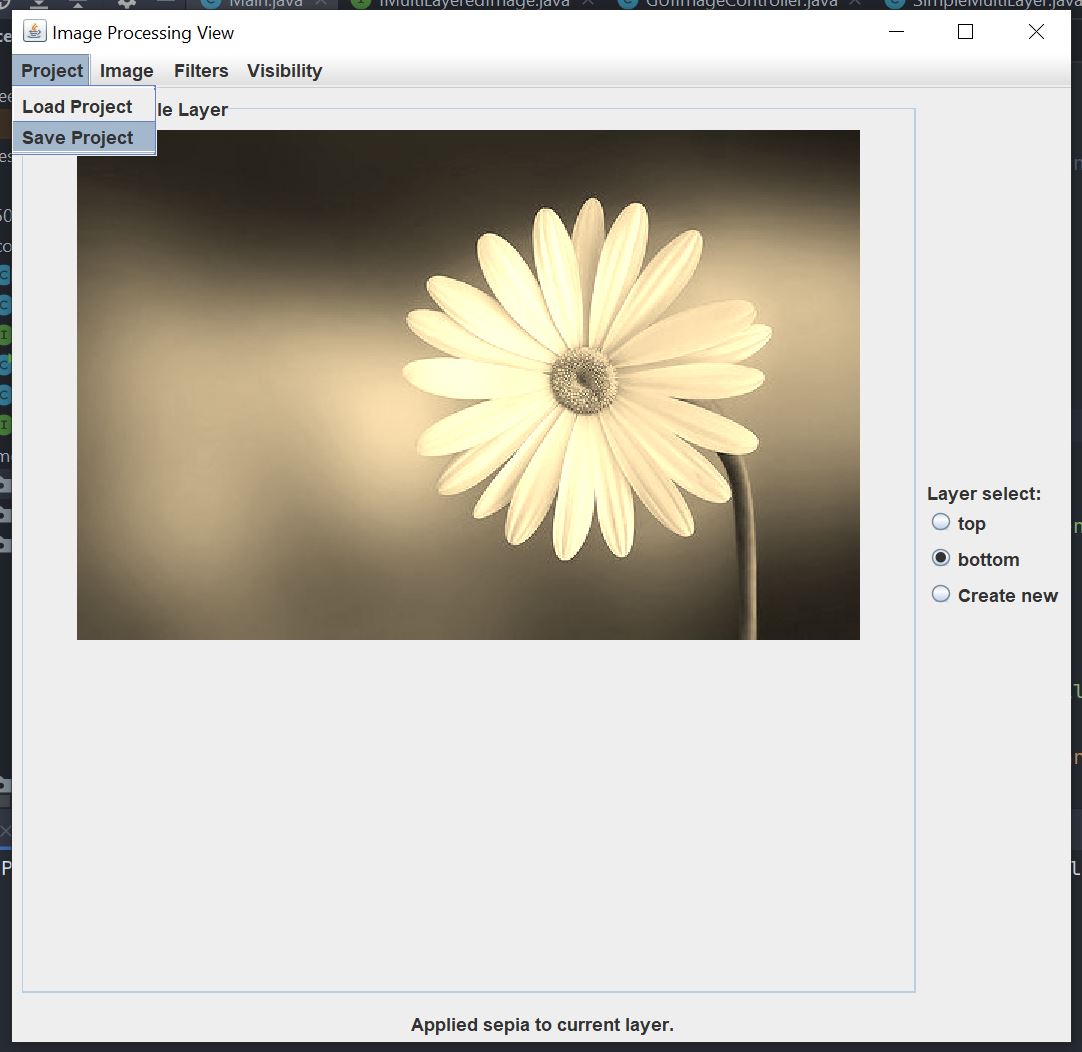 Main.java IMultiLayeredImage.java GUIImageController.java SimpleMultiLayer.java
Image Processing View
Project Image Filters Visibility
Load Project
le Layer
Save Project
Layer select:
top
bottom
Create new
Applied sepia to current layer.